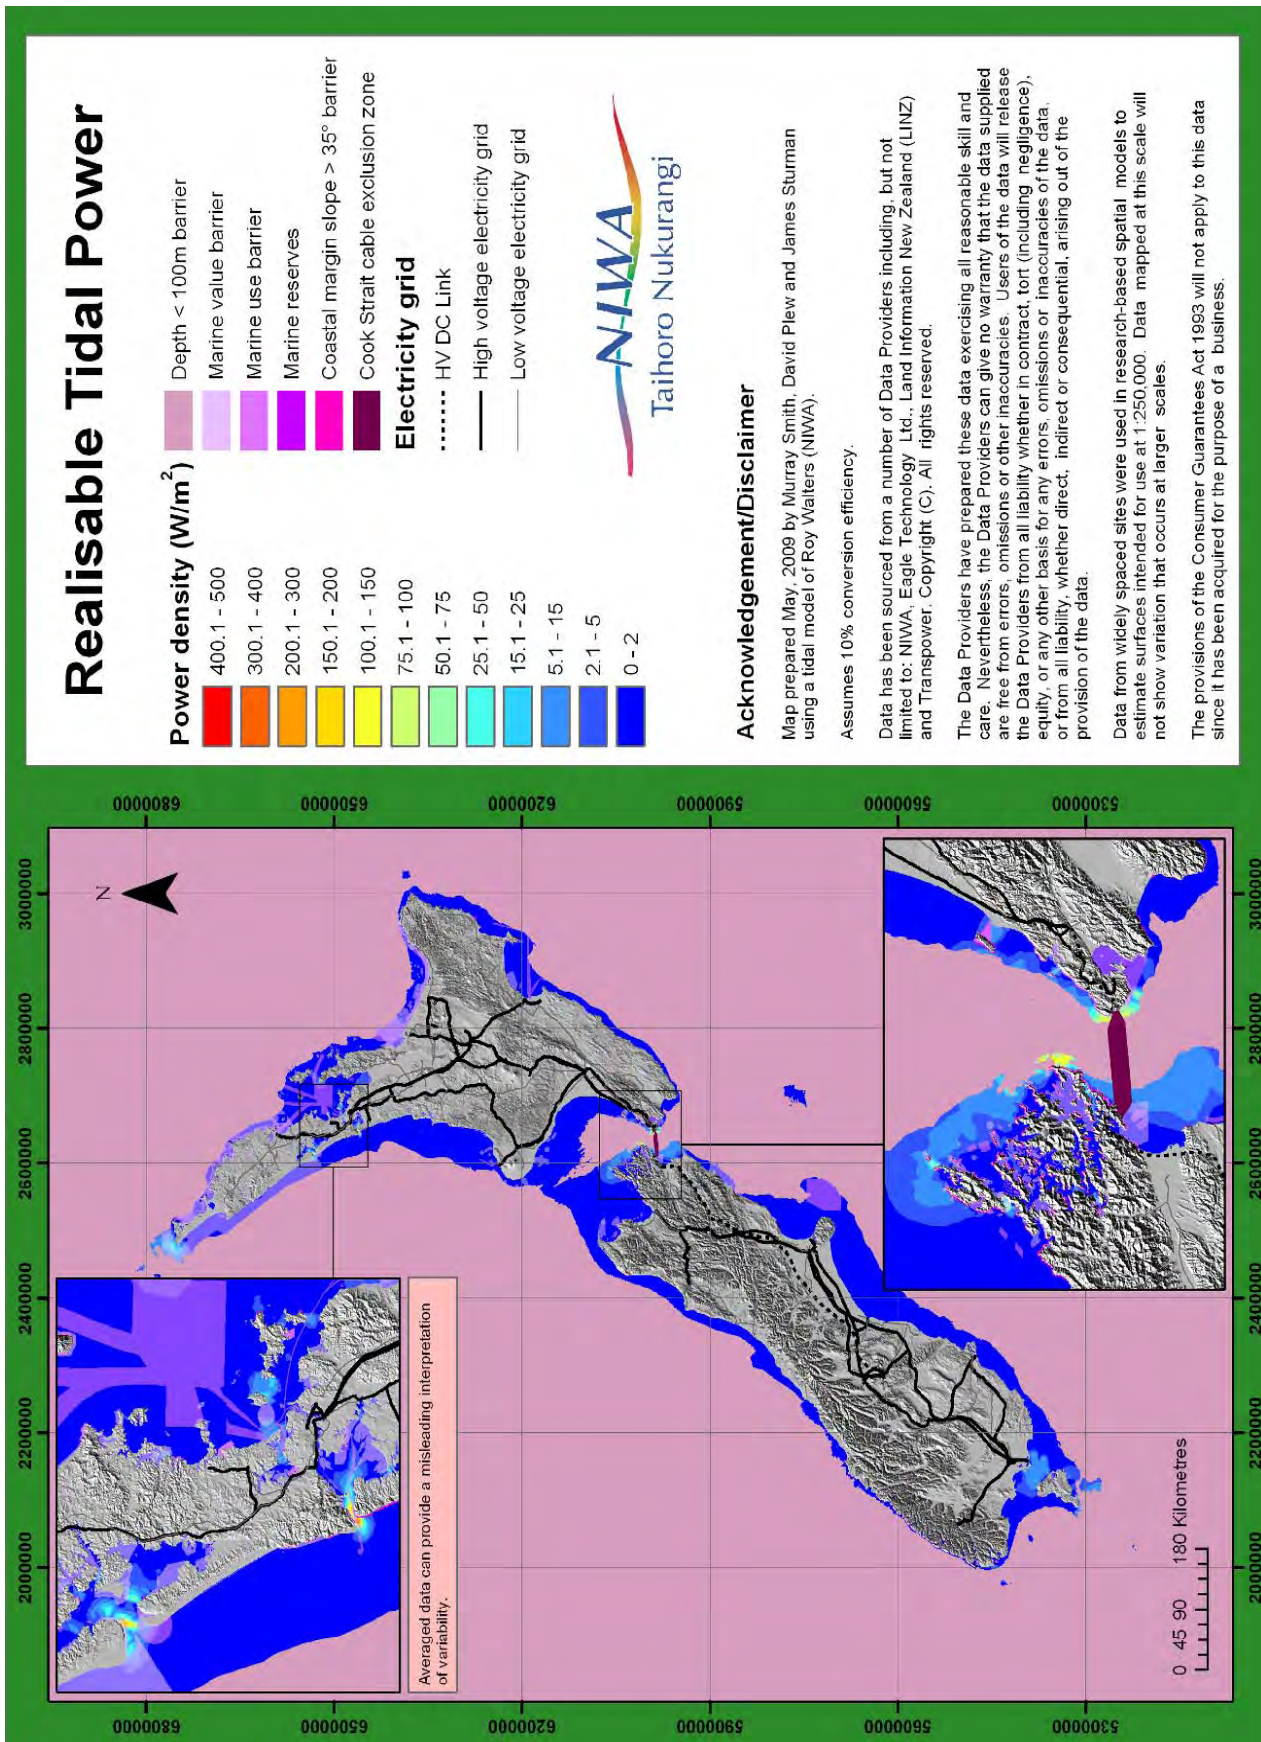 Realisable Tidal Power
Power density (W/m²)
400.1 - 500
300.1 - 400
200.1 - 300
150.1 - 200
100.1 - 150
75.1 - 100
50.1 - 75
25.1 - 50
15.1 - 25
5.1 - 15
2.1 - 5
0 - 2
Depth < 100m barrier
Marine value barrier
Marine use barrier
Marine reserves
Coastal margin slope > 35° barrier
Cook Strait cable exclusion zone
Electricity grid
HV DC Link
High voltage electricity grid
Low voltage electricity grid
NIWA
Taihoro Nukurangi
Acknowledgement/Disclaimer
Map prepared May, 2009 by Murray Smith, David Plew and James Sturman
using a tidal model of Roy Walters (NIWA).
Assumes 10% conversion efficiency.
Data has been sourced from a number of Data Providers including, but not
limited to: NIWA, Eagle Technology Ltd., Land Information New Zealand (LINZ)
and Transpower. Copyright (C). All rights reserved.
The Data Providers have prepared these data exercising all reasonable skill and
care. Nevertheless, the Data Providers can give no warranty that the data supplied
are free from errors, omissions or other inaccuracies. Users of the data will release
the Data Providers from all liability whether in contract, tort (including negligence),
equity, or any other basis for any errors, omissions or inaccuracies of the data.
or from all liability, whether direct, indirect or consequential, arising out of the
provision of the data.
Data from widely spaced sites were used in research-based spatial models to
estimate surfaces intended for use at 1:250,000. Data mapped at this scale will
not show variation that occurs at larger scales.
The provisions of the Consumer Guarantees Act 1993 will not apply to this data
since it has been acquired for the purpose of a business.
2000000
2200000
2400000
2600000
2800000
3000000
6800000
6500000
6200000
5900000
5600000
5300000
N
Averaged data can provide a misleading interpretation
of variability.
0 45 90 180 Kilometres
6800000
6500000
6200000
5900000
5600000
5300000
2000000
2200000
2400000
2600000
2800000
3000000